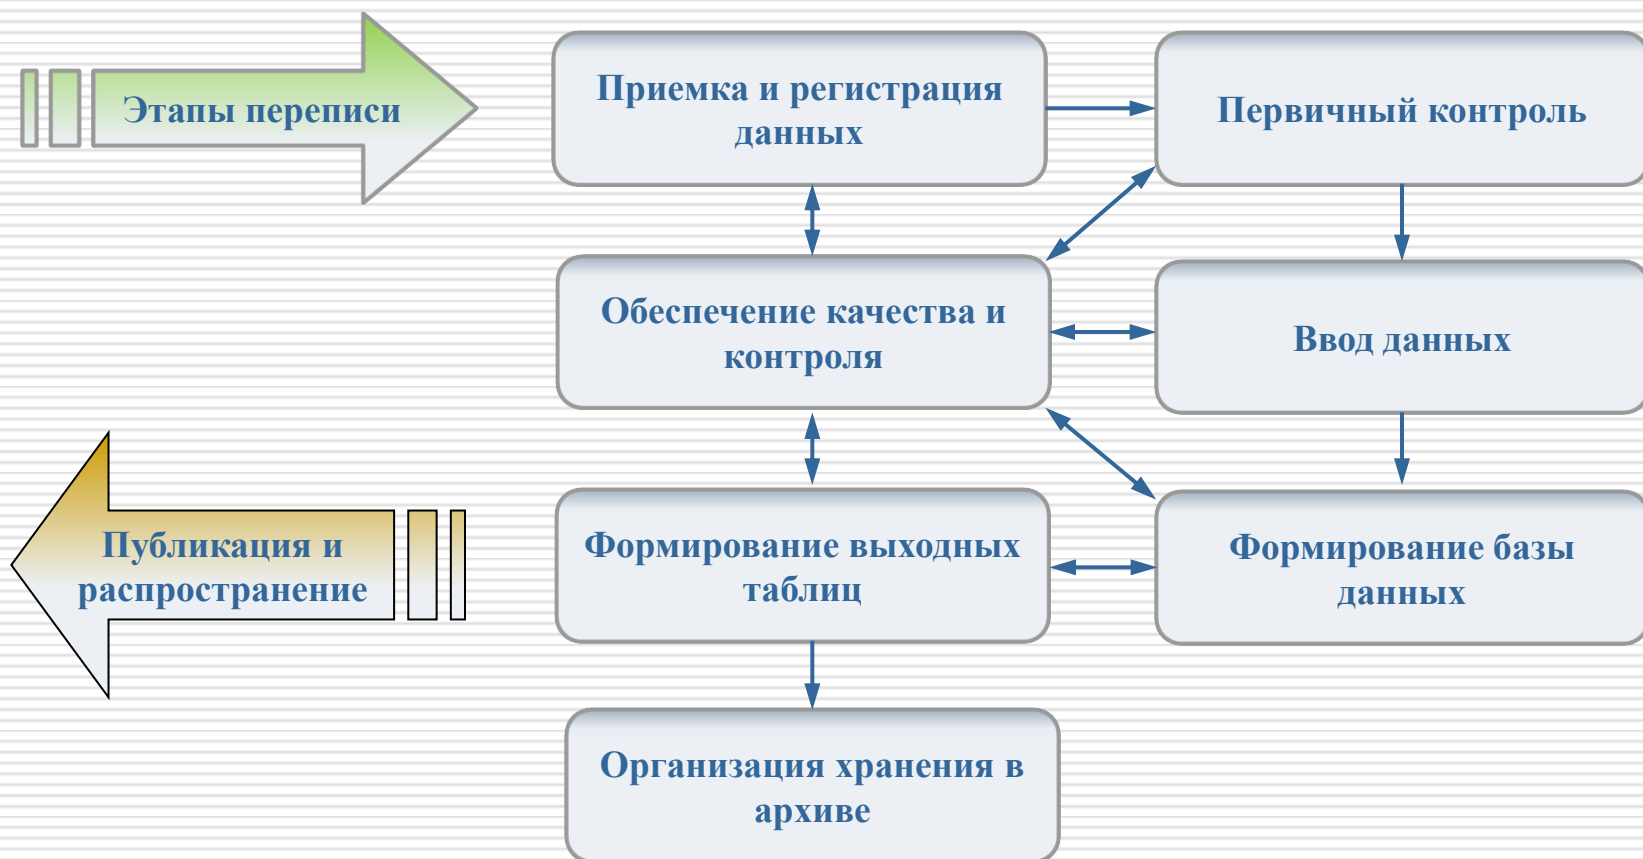 Этапы переписи
Приемка и регистрация
данных
Первичный контроль
Обеспечение качества и
контроля
Ввод данных
Публикация и
распространение
Формирование выходных
таблиц
Формирование базы
данных
Организация хранения в
архиве